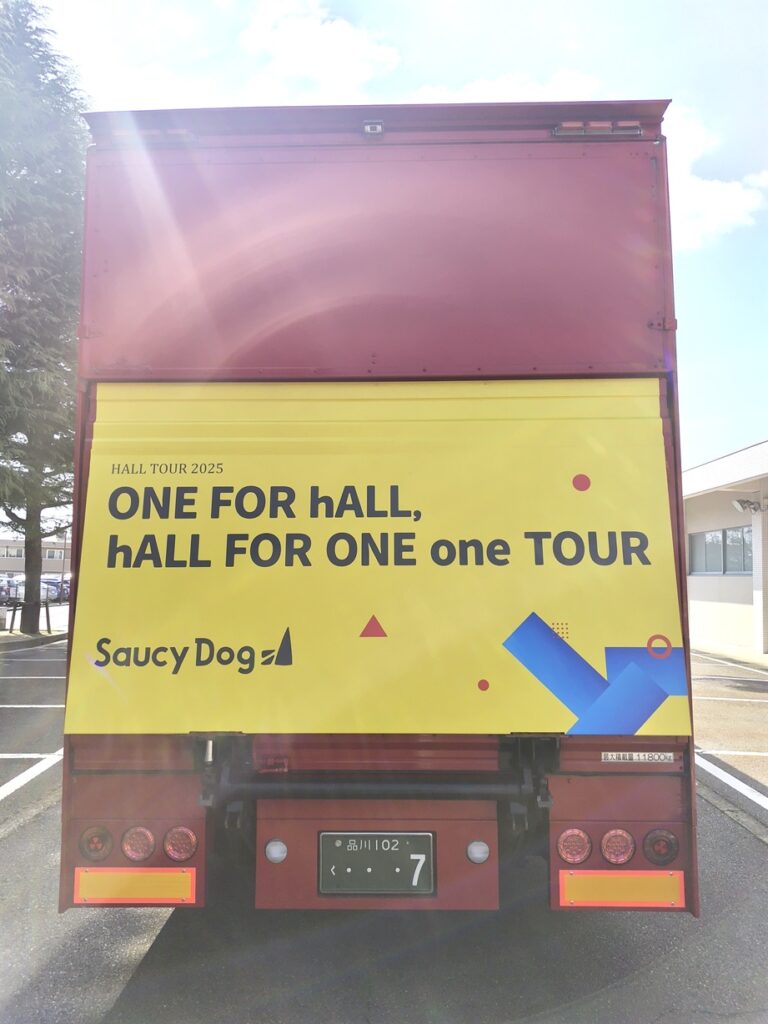 HALL TOUR 2025
ONE FOR hALL,
hALL FOR ONE one TOUR
Saucy Dog
最大積載量 11800kg
品川 102
く ・ ・ ・ 7